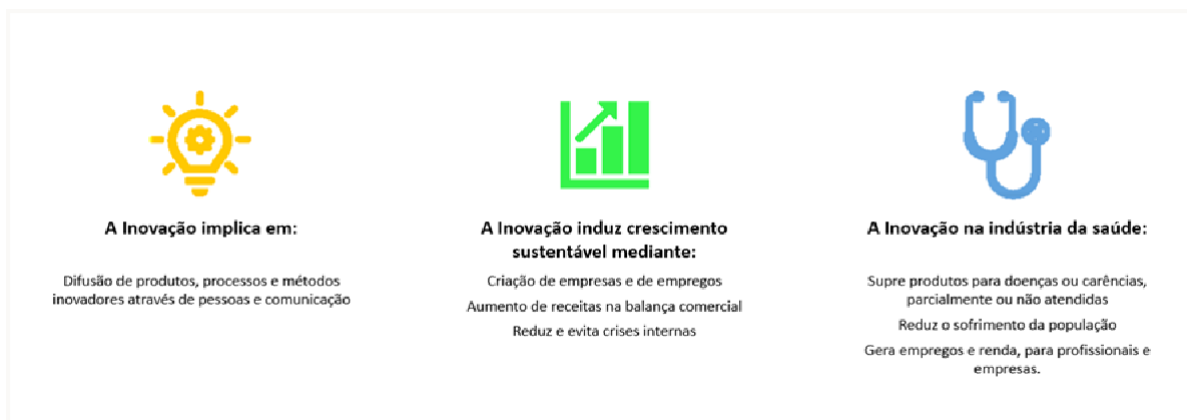 A Inovação implica em:
Difusão de produtos, processos e métodos
inovadores através de pessoas e comunicação
A Inovação induz crescimento
sustentável mediante:
Criação de empresas e de empregos
Aumento de receitas na balança comercial
Reduz e evita crises internas
A Inovação na indústria da saúde:
Supre produtos para doenças ou carências,
parcialmente ou não atendidas
Reduz o sofrimento da população
Gera empregos e renda, para profissionais e
empresas.